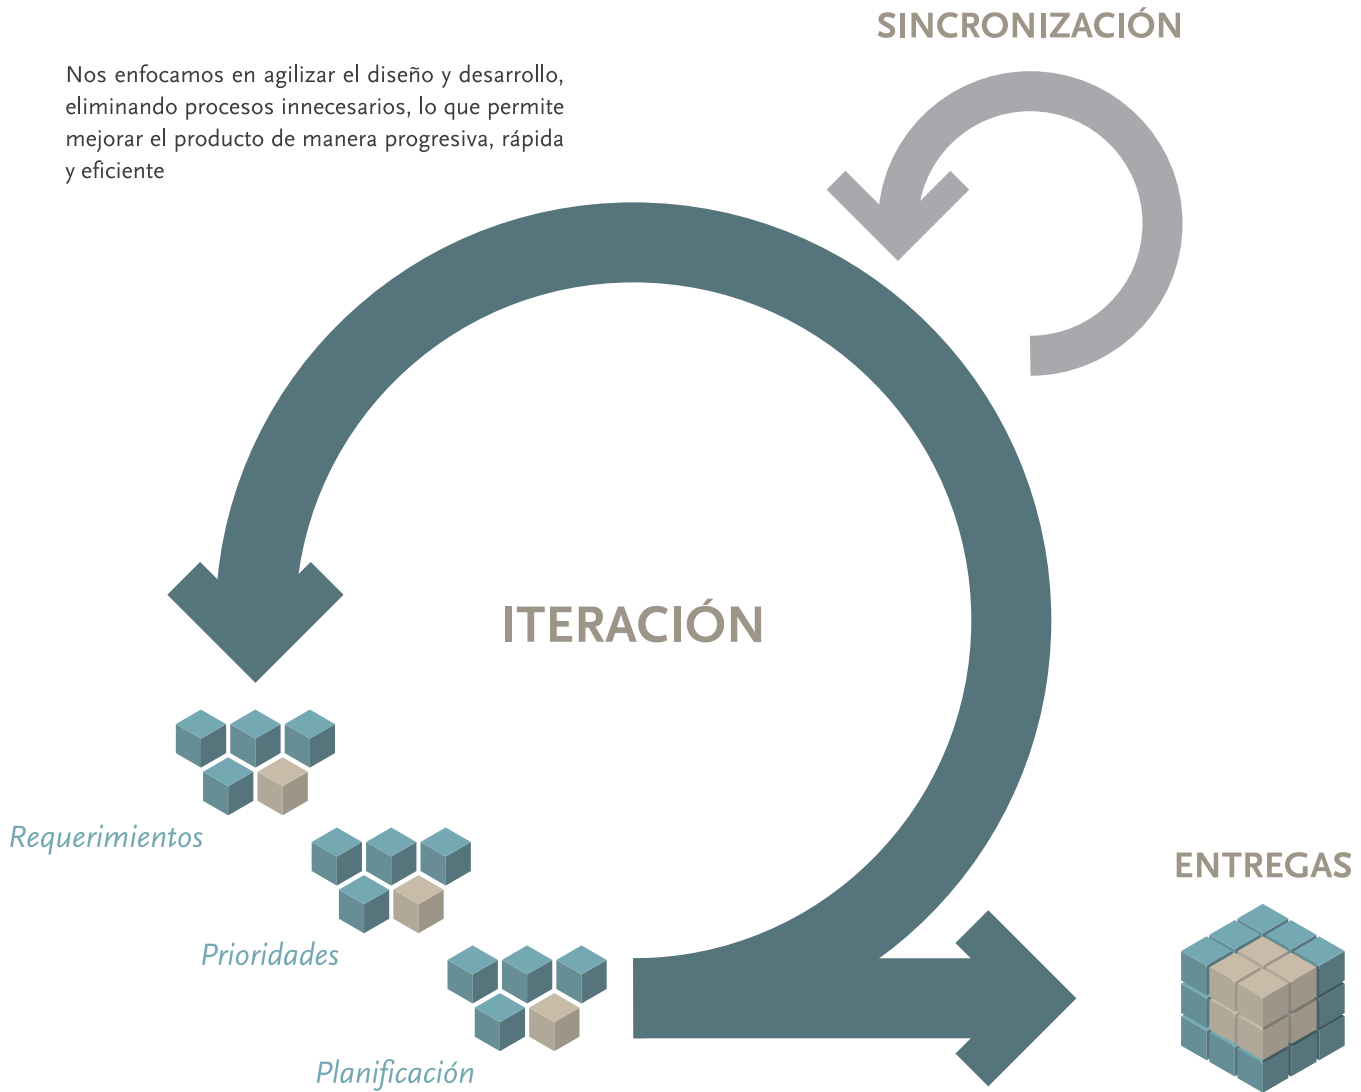 SINCRONIZACIÓN
Nos enfocamos en agilizar el diseño y desarrollo,
eliminando procesos innecesarios, lo que permite
mejorar el producto de manera progresiva, rápida
y eficiente
ITERACIÓN
Requerimientos
ENTREGAS
Prioridades
Planificación